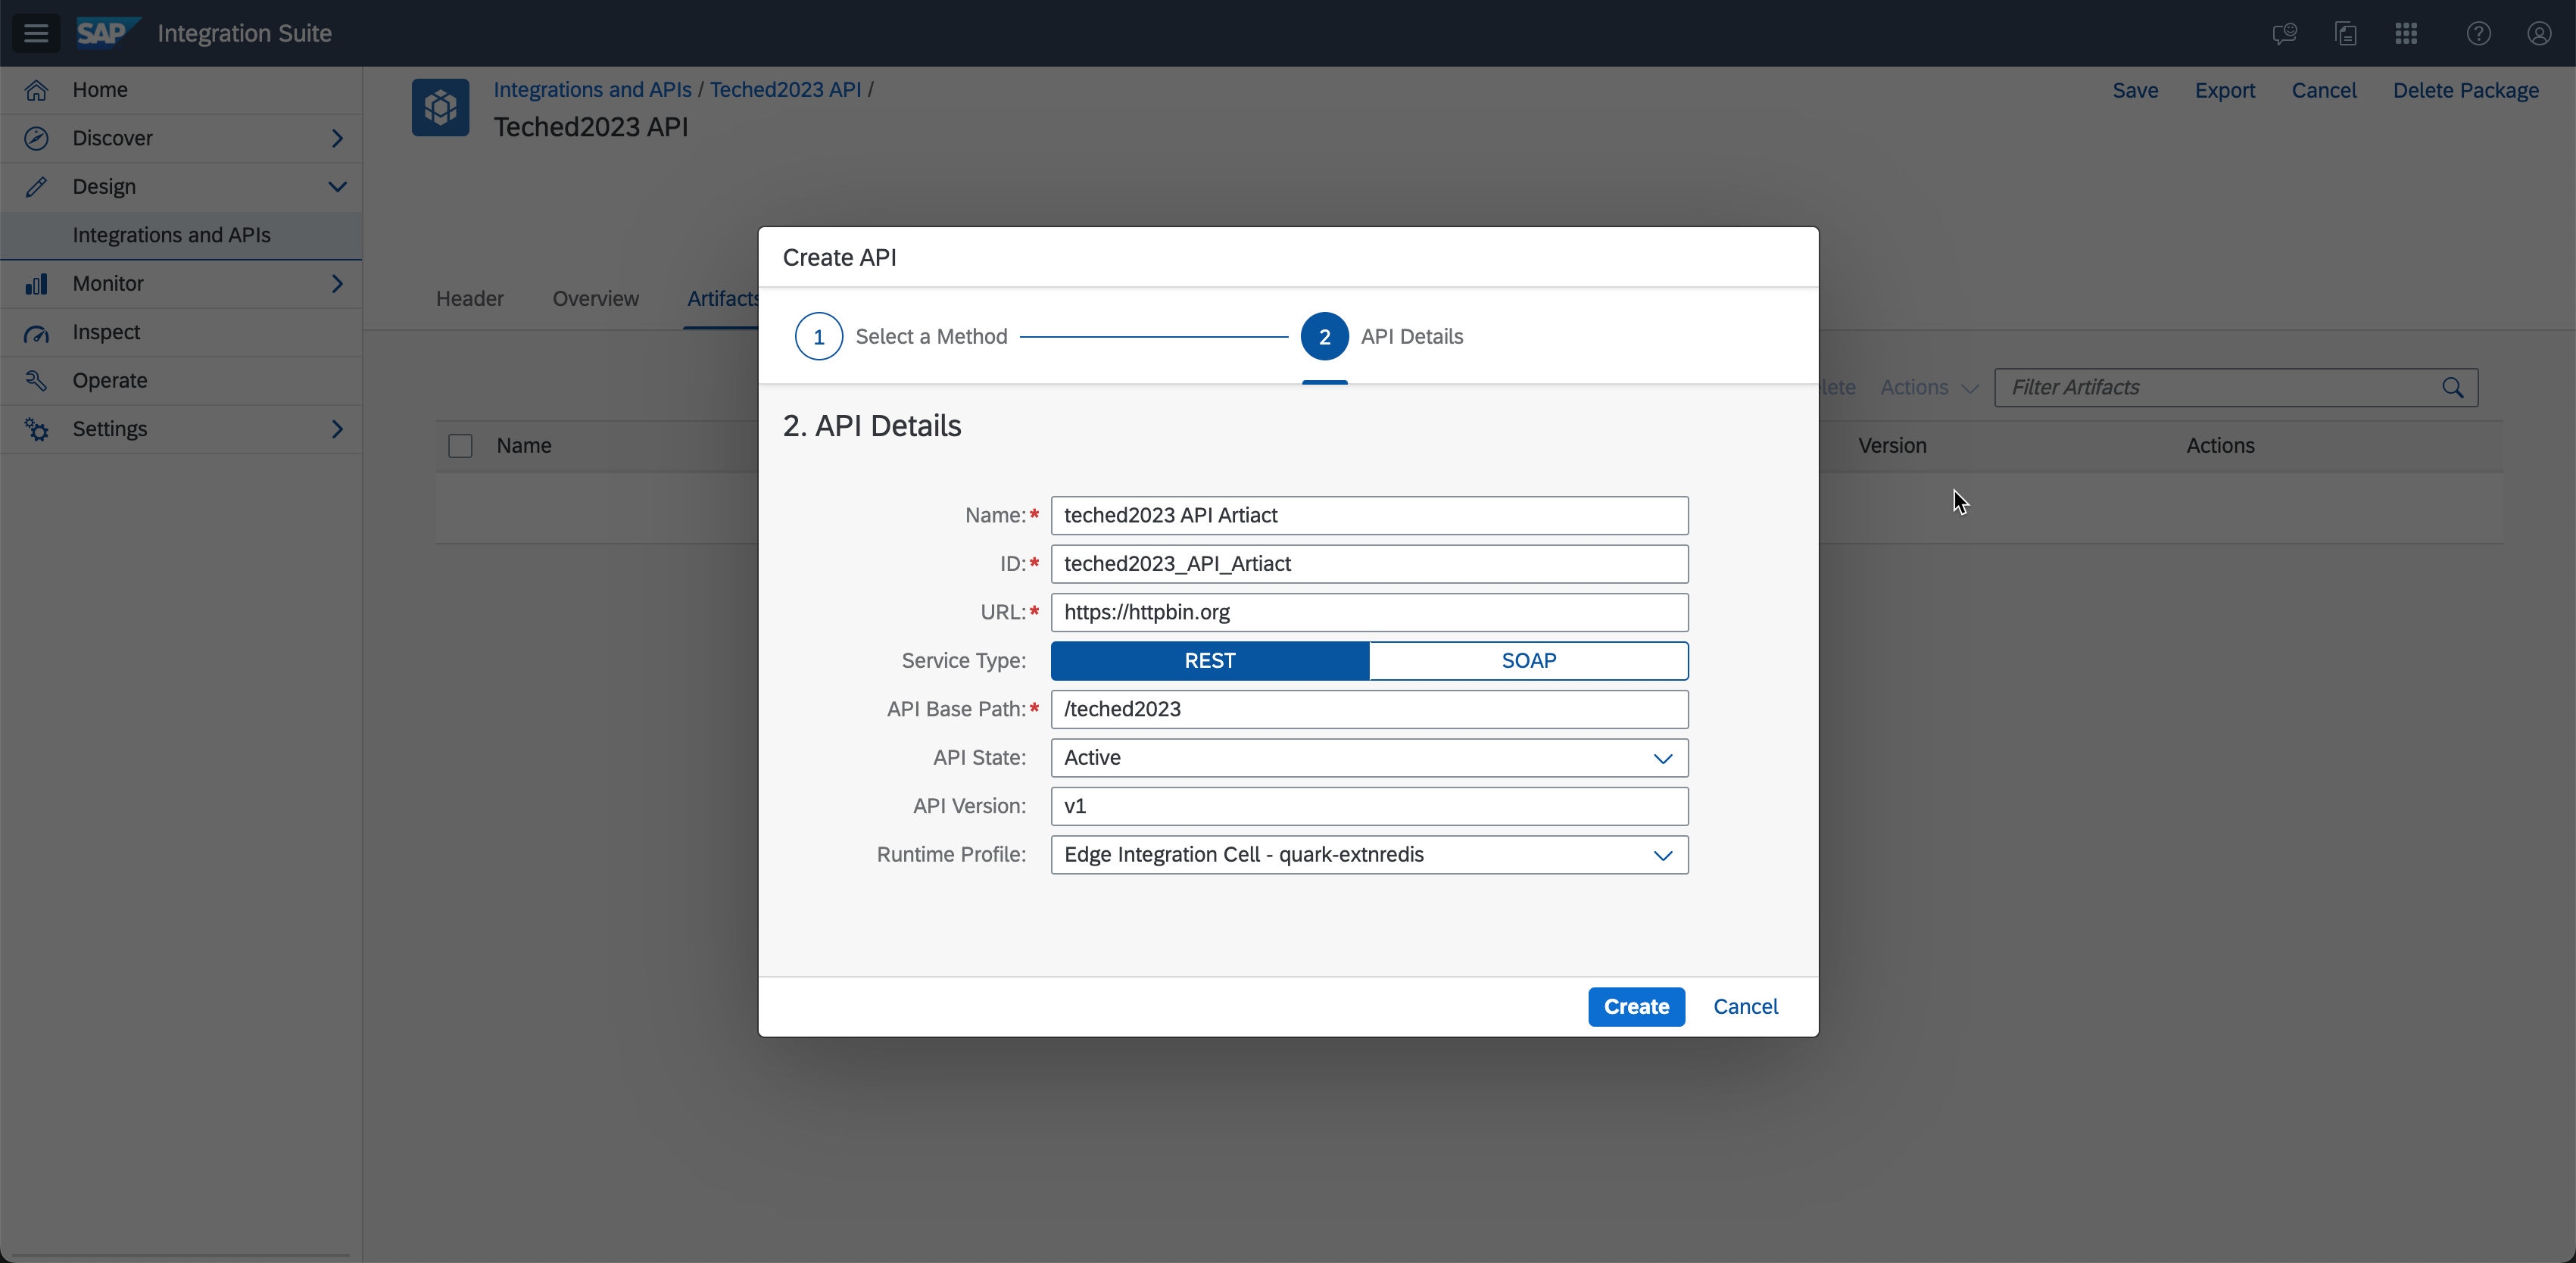 SAP Integration Suite
Home
Discover
Design
Integrations and APIs
Monitor
Inspect
Operate
Settings
Integrations and APIs / Teched2023 API /
Teched2023 API
Save Export Cancel Delete Package
Header Overview Artifacts
Actions Filter Artifacts
Name Version Actions
Create API
1 Select a Method 2 API Details
2. API Details
Name:* teched2023 API Artiact
ID:* teched2023_API_Artiact
URL:* https://httpbin.org
Service Type: REST SOAP
API Base Path:* /teched2023
API State: Active
API Version: v1
Runtime Profile: Edge Integration Cell - quark-extnredis
Create Cancel